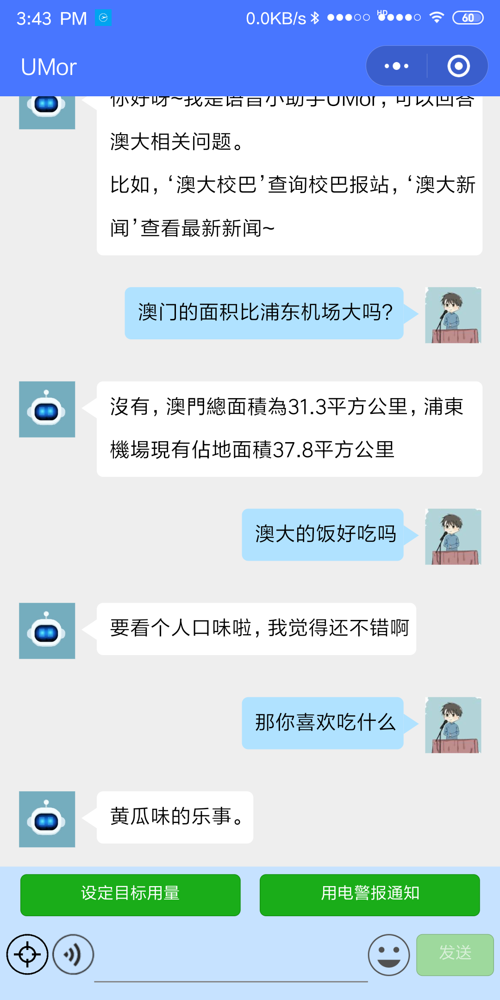 3:43 PM
0.0KB/s
HD
60
UMor
你好呀~我是语音小助手UMor，可以回答
澳大相关问题。
比如，‘澳大校巴’查询校巴报站，‘澳大新
闻’查看最新新闻~
澳门的面积比浦东机场大吗?
沒有，澳門總面積為31.3平方公里，浦東
機場現有佔地面積37.8平方公里
澳大的饭好吃吗
要看个人口味啦，我觉得还不错啊
那你喜欢吃什么
黄瓜味的乐事。
设定目标用量
用电警报通知
发送